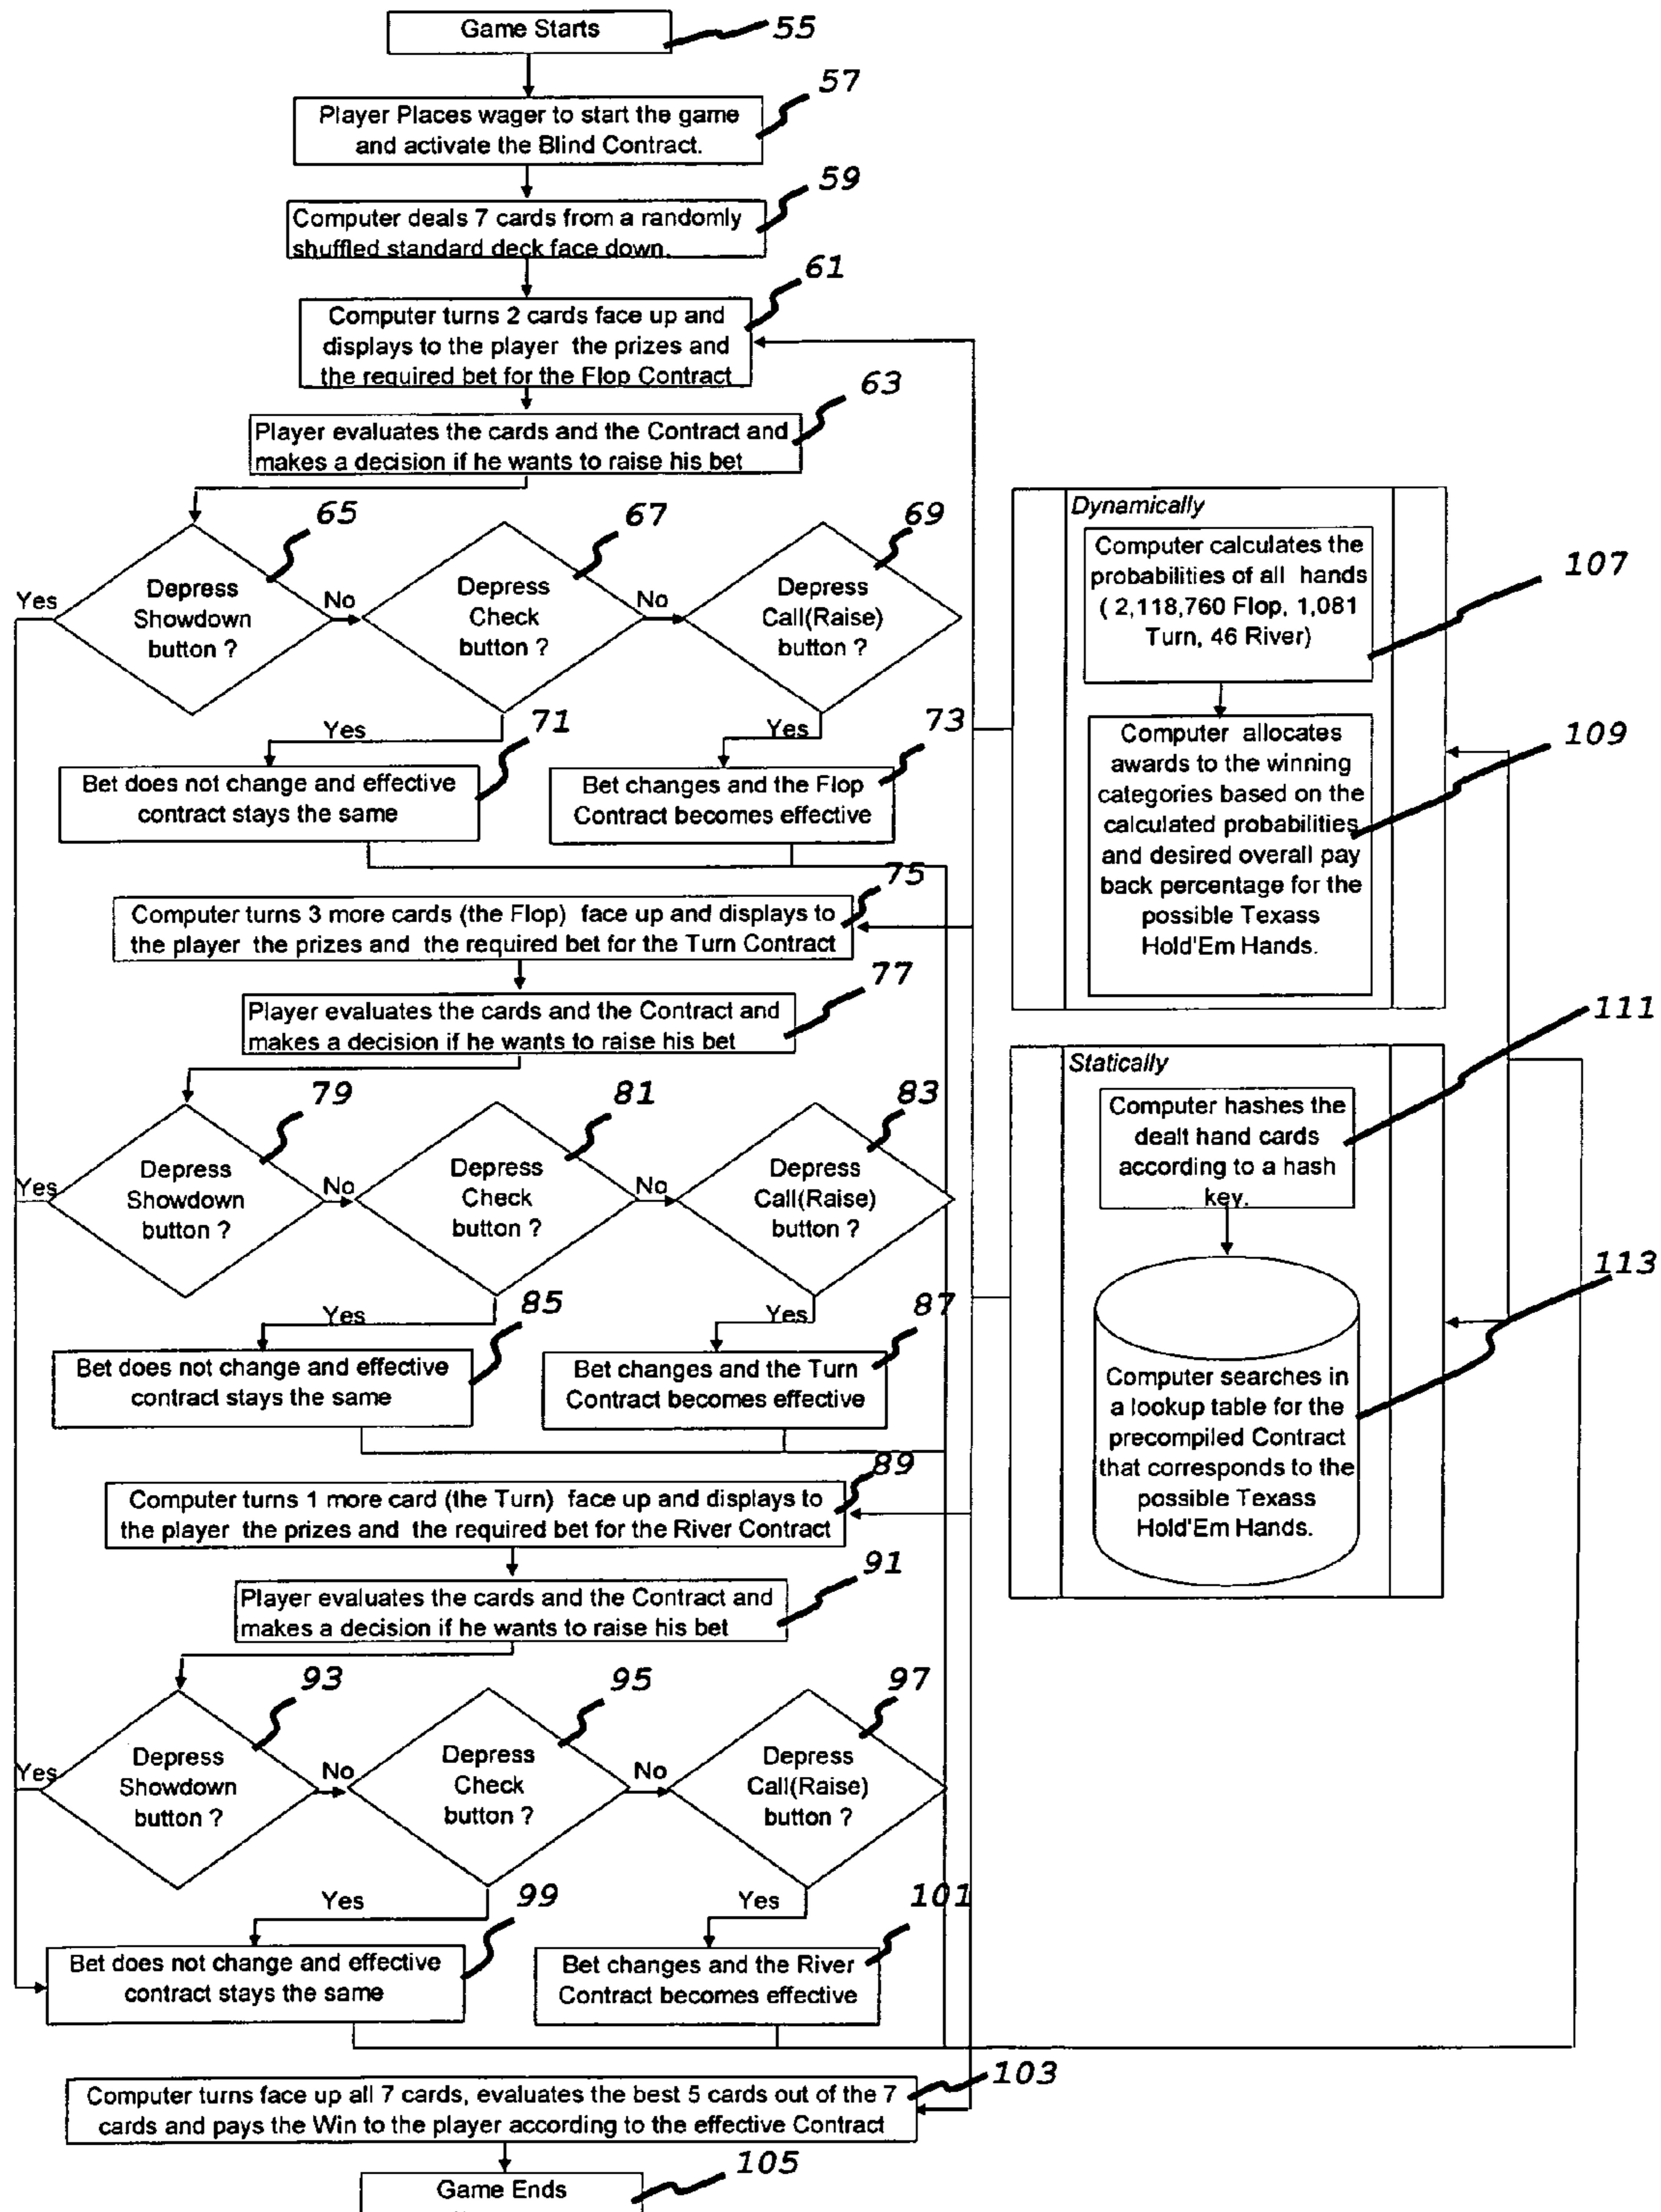 Game Starts
55
57
Player Places wager to start the game
and activate the Blind Contract.
59
Computer deals 7 cards from a randomly
shuffled standard deck face down.
61
Computer turns 2 cards face up and
displays to the player the prizes and
the required bet for the Flop Contract
63
Player evaluates the cards and the Contract and
makes a decision if he wants to raise his bet
65
67
69
Yes
Depress
Showdown
button ?
No
Depress
Check
button ?
No
Depress
Call(Raise)
button ?
Yes
71
Yes
73
Bet does not change and effective
contract stays the same
Bet changes and the Flop
Contract becomes effective
75
Computer turns 3 more cards (the Flop) face up and displays to
the player the prizes and the required bet for the Turn Contract
77
Player evaluates the cards and the Contract and
makes a decision if he wants to raise his bet
79
81
83
Yes
Depress
Showdown
button ?
No
Depress
Check
button ?
No
Depress
Call(Raise)
button ?
Yes
85
Yes
87
Bet does not change and effective
contract stays the same
Bet changes and the Turn
Contract becomes effective
89
Computer turns 1 more card (the Turn) face up and displays to
the player the prizes and the required bet for the River Contract
91
Player evaluates the cards and the Contract and
makes a decision if he wants to raise his bet
93
95
97
Yes
Depress
Showdown
button ?
No
Depress
Check
button ?
No
Depress
Call(Raise)
button ?
Yes
99
Yes
101
Bet does not change and effective
contract stays the same
Bet changes and the River
Contract becomes effective
103
Computer turns face up all 7 cards, evaluates the best 5 cards out of the 7
cards and pays the Win to the player according to the effective Contract
105
Game Ends
Dynamically
Computer calculates the
probabilities of all hands
( 2,118,760 Flop, 1,081
Turn, 46 River)
107
Computer allocates
awards to the winning
categories based on the
calculated probabilities
and desired overall pay
back percentage for the
possible Texass
Hold'Em Hands.
109
Statically
111
Computer hashes the
dealt hand cards
according to a hash
key.
113
Computer searches in
a lookup table for the
precompiled Contract
that corresponds to the
possible Texass
Hold'Em Hands.